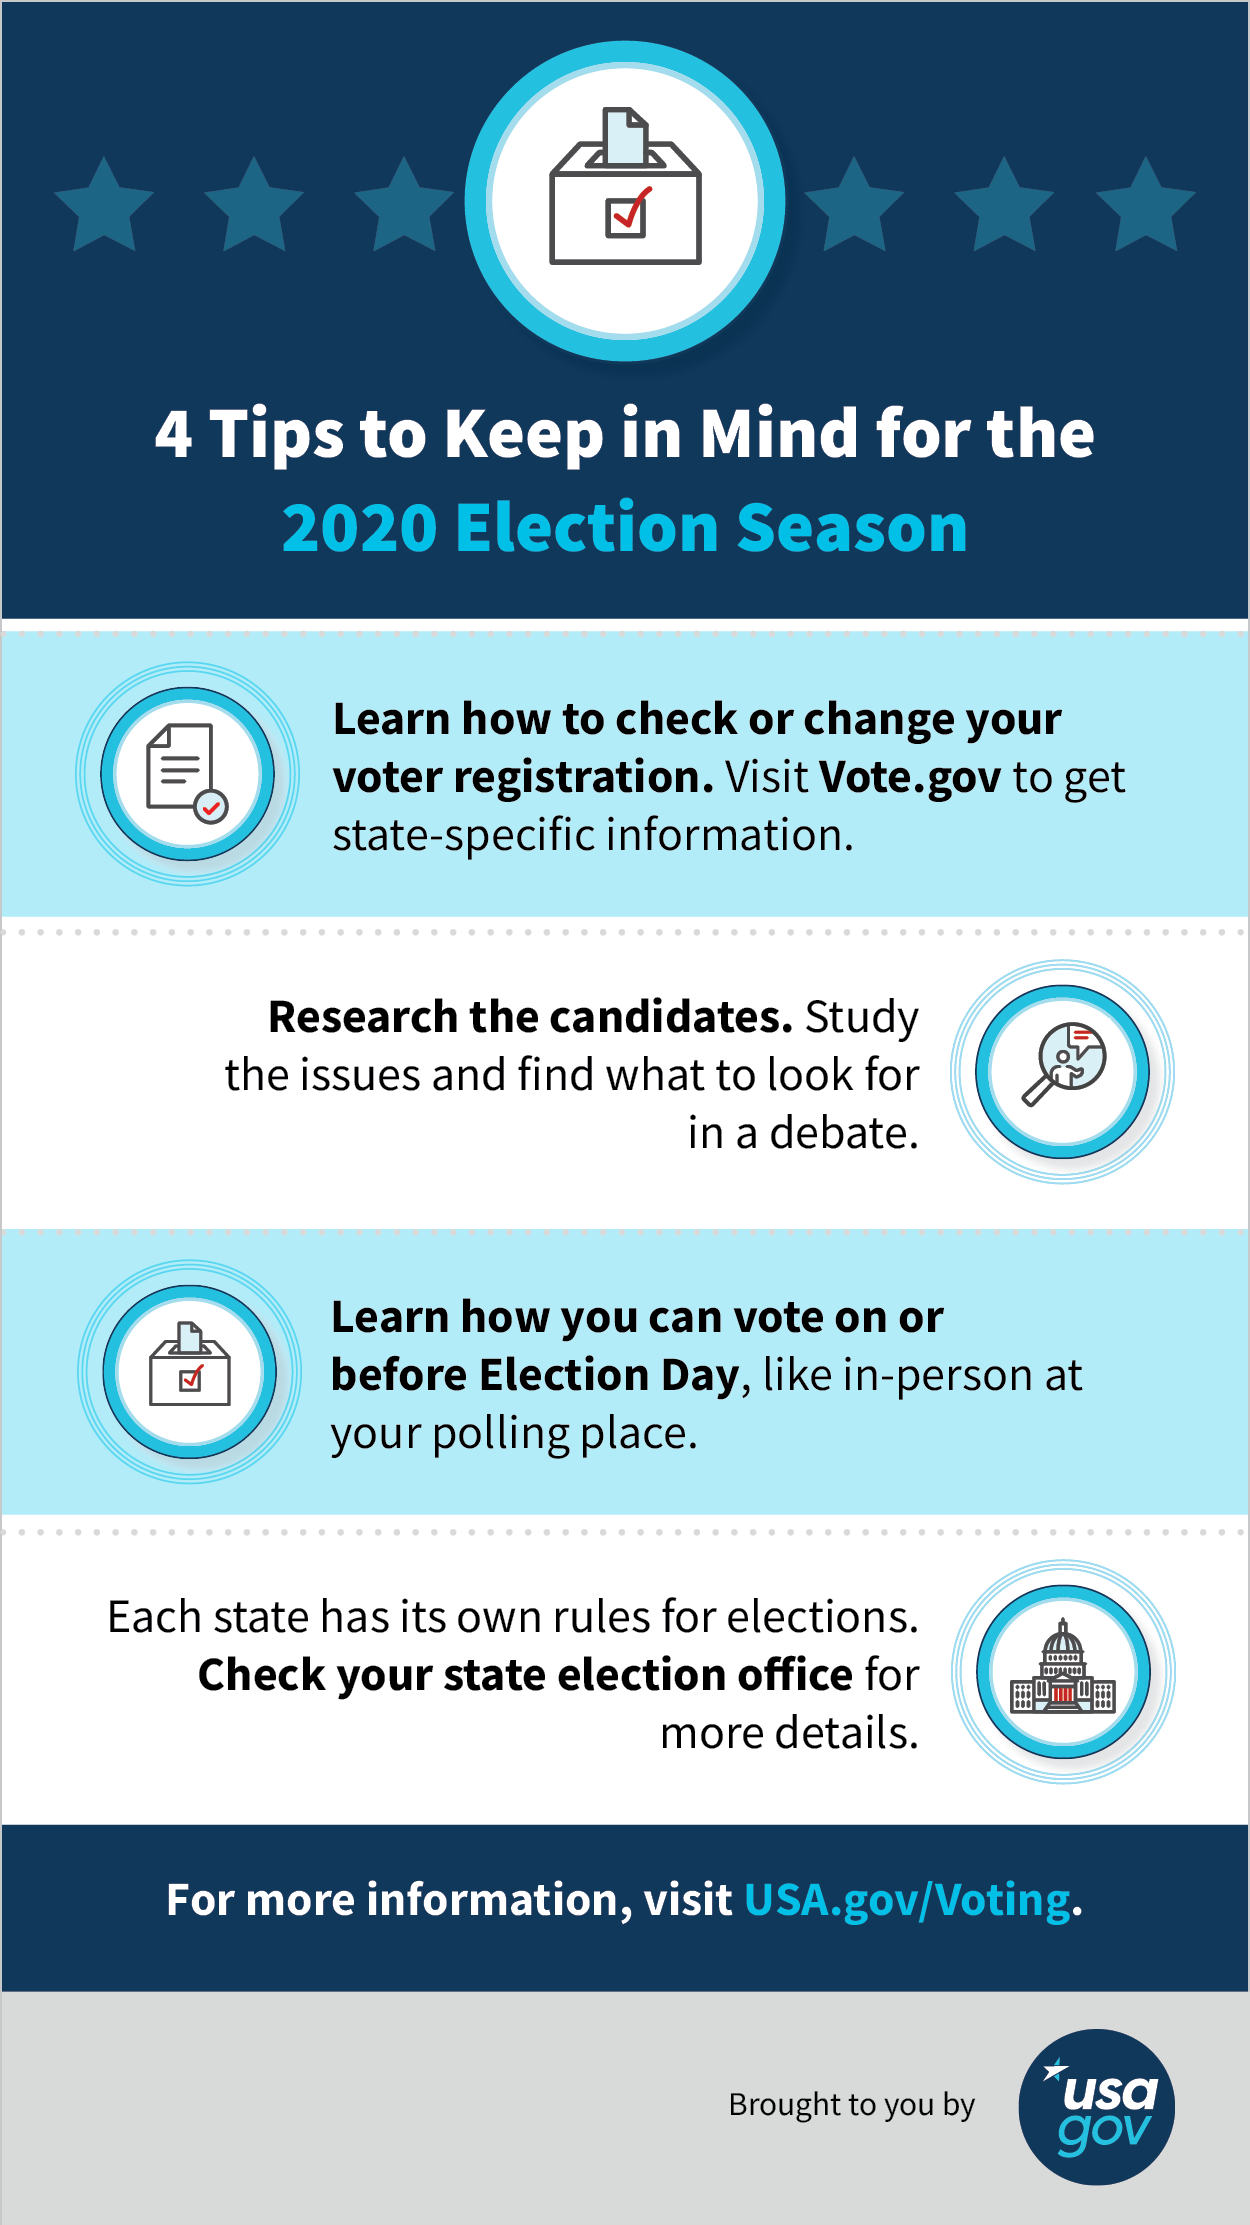 4 Tips to Keep in Mind for the
2020 Election Season
Learn how to check or change your
voter registration. Visit Vote.gov to get
state-specific information.
Research the candidates. Study
the issues and find what to look for
in a debate.
Learn how you can vote on or
before Election Day, like in-person at
your polling place.
Each state has its own rules for elections.
Check your state election office for
more details.
For more information, visit USA.gov/Voting.
Brought to you by
usa
gov